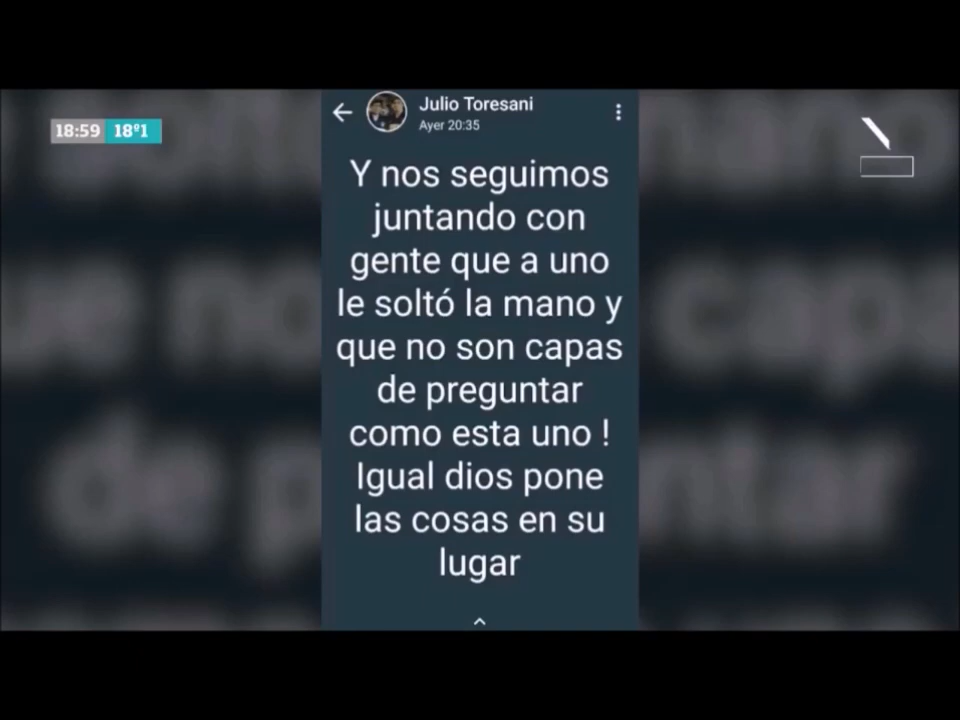 18:59 18º1
Julio Toresani
Ayer 20:35
Y nos seguimos
juntando con
gente que a uno
le soltó la mano y
que no son capas
de preguntar
como esta uno !
Igual dios pone
las cosas en su
lugar